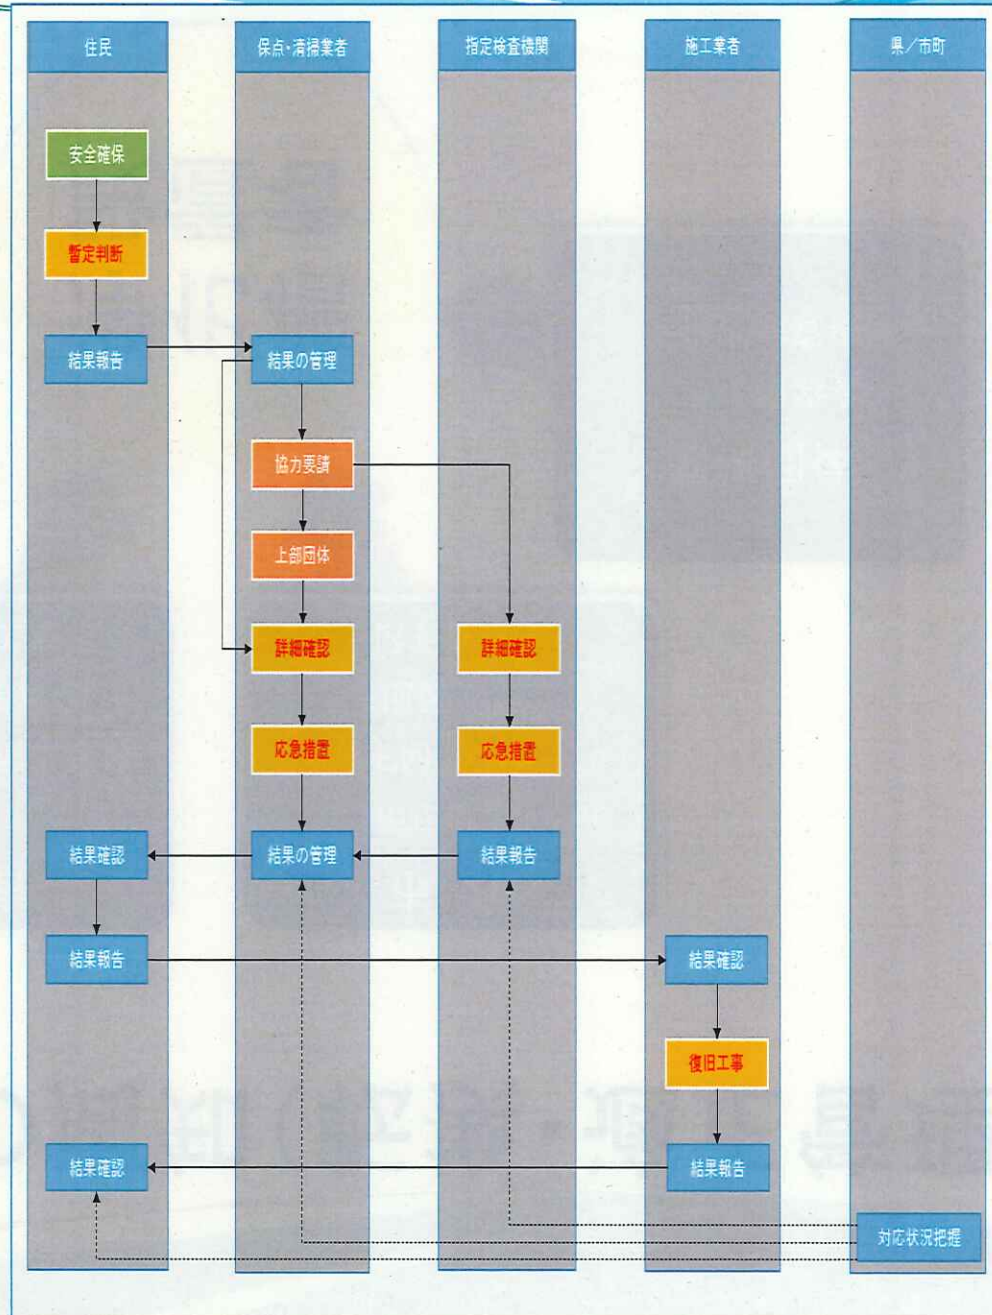 住民
保点・清掃業者
指定検査機関
施工業者
県／市町
安全確保
暫定判断
結果報告
結果の管理
協力要請
上部団体
詳細確認
詳細確認
応急措置
応急措置
結果確認
結果の管理
結果報告
結果報告
結果確認
復旧工事
結果確認
結果報告
対応状況把握